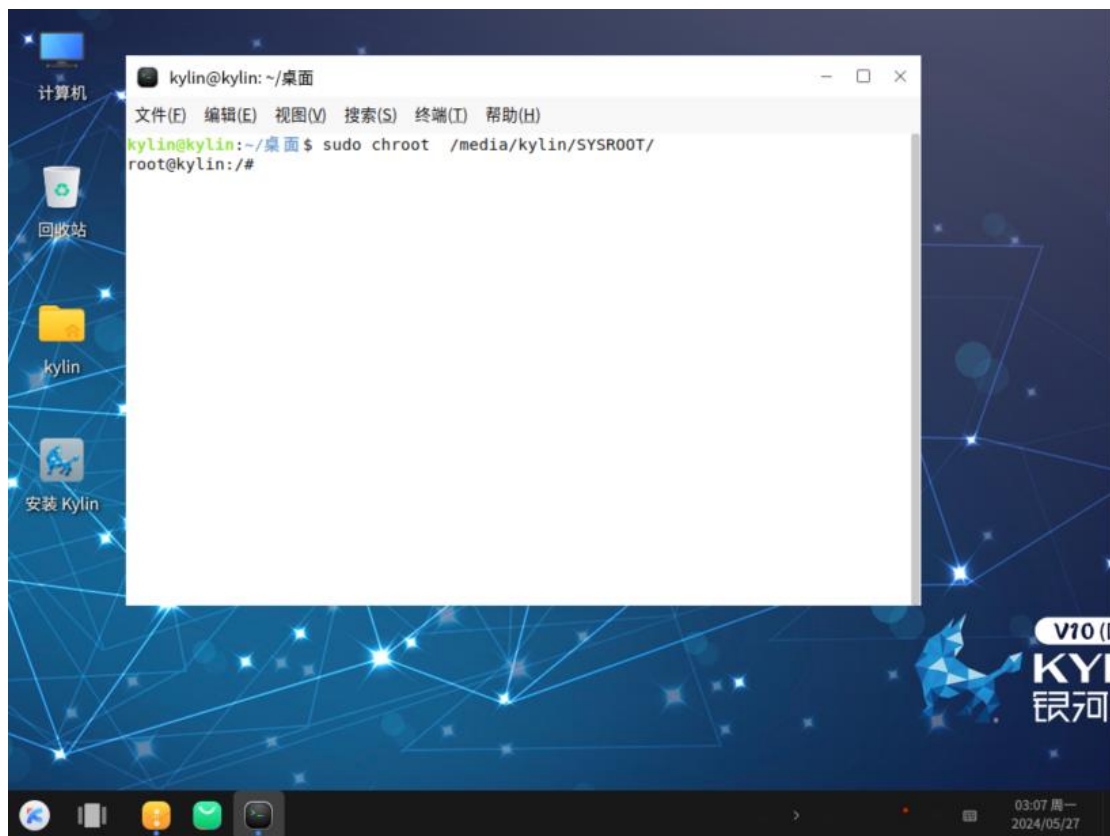 计算机
回收站
kylin
安装 Kylin
kylin@kylin: ~/桌面
文件(F) 编辑(E) 视图(V) 搜索(S) 终端(T) 帮助(H)
kylin@kylin:~/桌面$ sudo chroot  /media/kylin/SYSROOT/
root@kylin:/#
V10
KY
银河
03:07 周一
2024/05/27